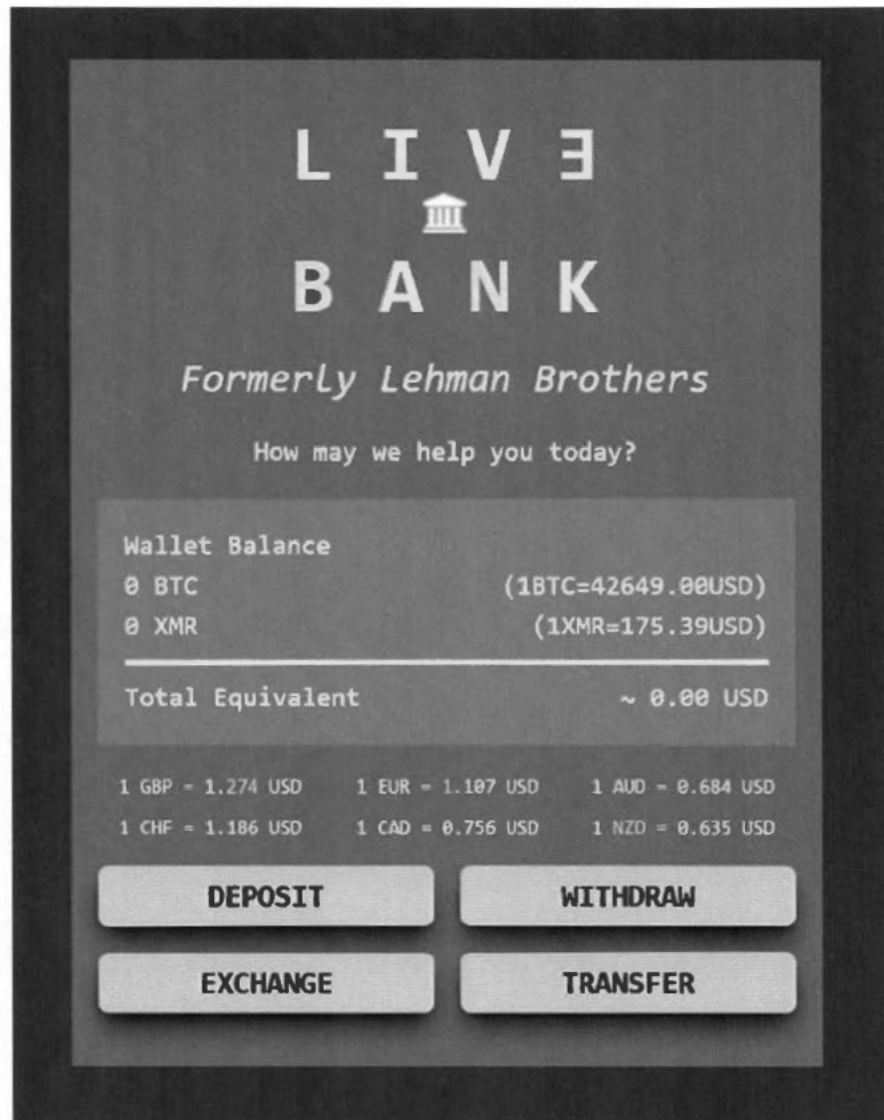 L I V Ǝ
B A N K
Formerly Lehman Brothers
How may we help you today?
Wallet Balance
0 BTC (1BTC=42649.00USD)
0 XMR (1XMR=175.39USD)
Total Equivalent ~ 0.00 USD
1 GBP = 1.274 USD 1 EUR = 1.107 USD 1 AUD = 0.684 USD
1 CHF = 1.186 USD 1 CAD = 0.756 USD 1 NZD = 0.635 USD
DEPOSIT WITHDRAW
EXCHANGE TRANSFER